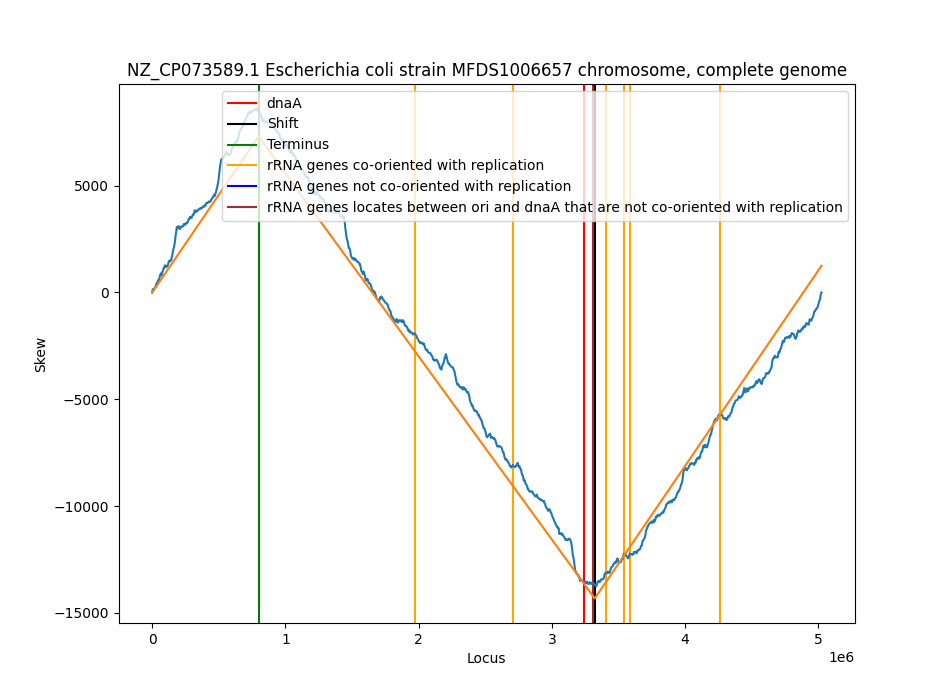 NZ_CP073589.1 Escherichia coli strain MFDS1006657 chromosome, complete genome
dnaA
Shift
Terminus
rRNA genes co-oriented with replication
rRNA genes not co-oriented with replication
rRNA genes locates between ori and dnaA that are not co-oriented with replication
5000
0
−5000
−10000
−15000
Skew
0 1 2 3 4 5
1e6
Locus